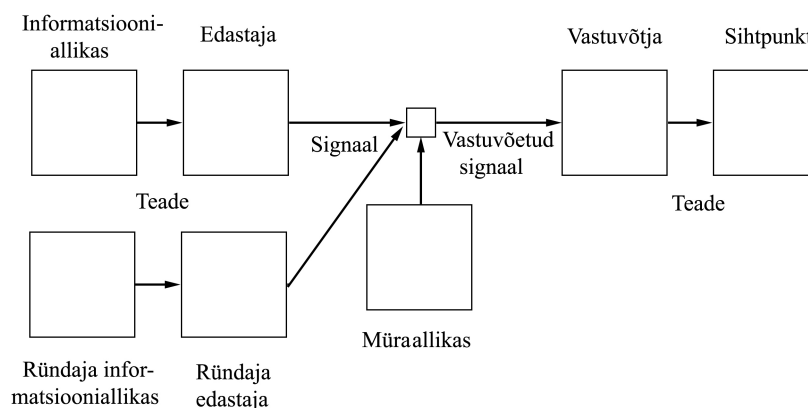 Informatsiooni-
allikas
Edastaja
Vastuvõtja
Sihtpunkt
Signaal
Vastuvõetud
signaal
Teade
Teade
Müraallikas
Ründaja infor-
matsiooniallikas
Ründaja
edastaja